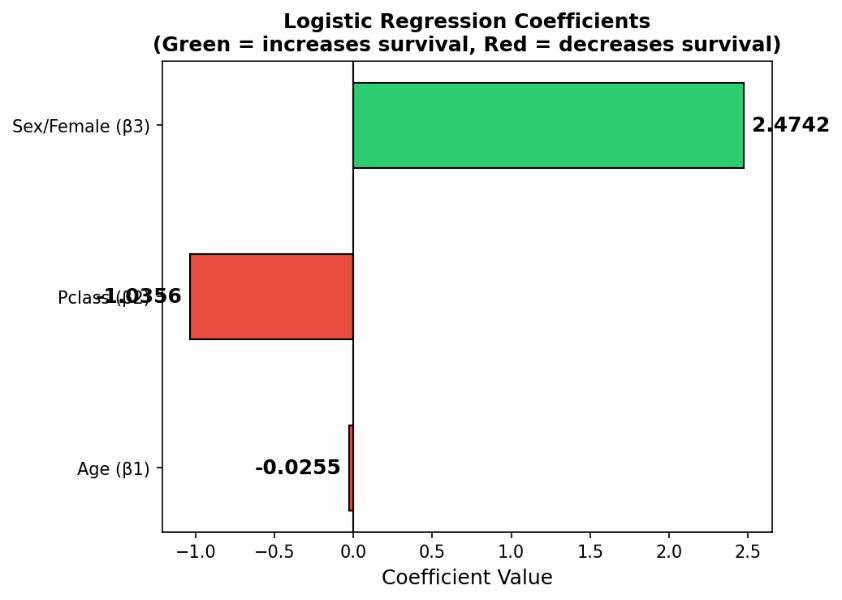 Logistic Regression Coefficients
(Green = increases survival, Red = decreases survival)
Sex/Female (β3)
2.4742
Pclass (β2)
-1.0356
Age (β1)
-0.0255
−1.0 −0.5 0.0 0.5 1.0 1.5 2.0 2.5
Coefficient Value